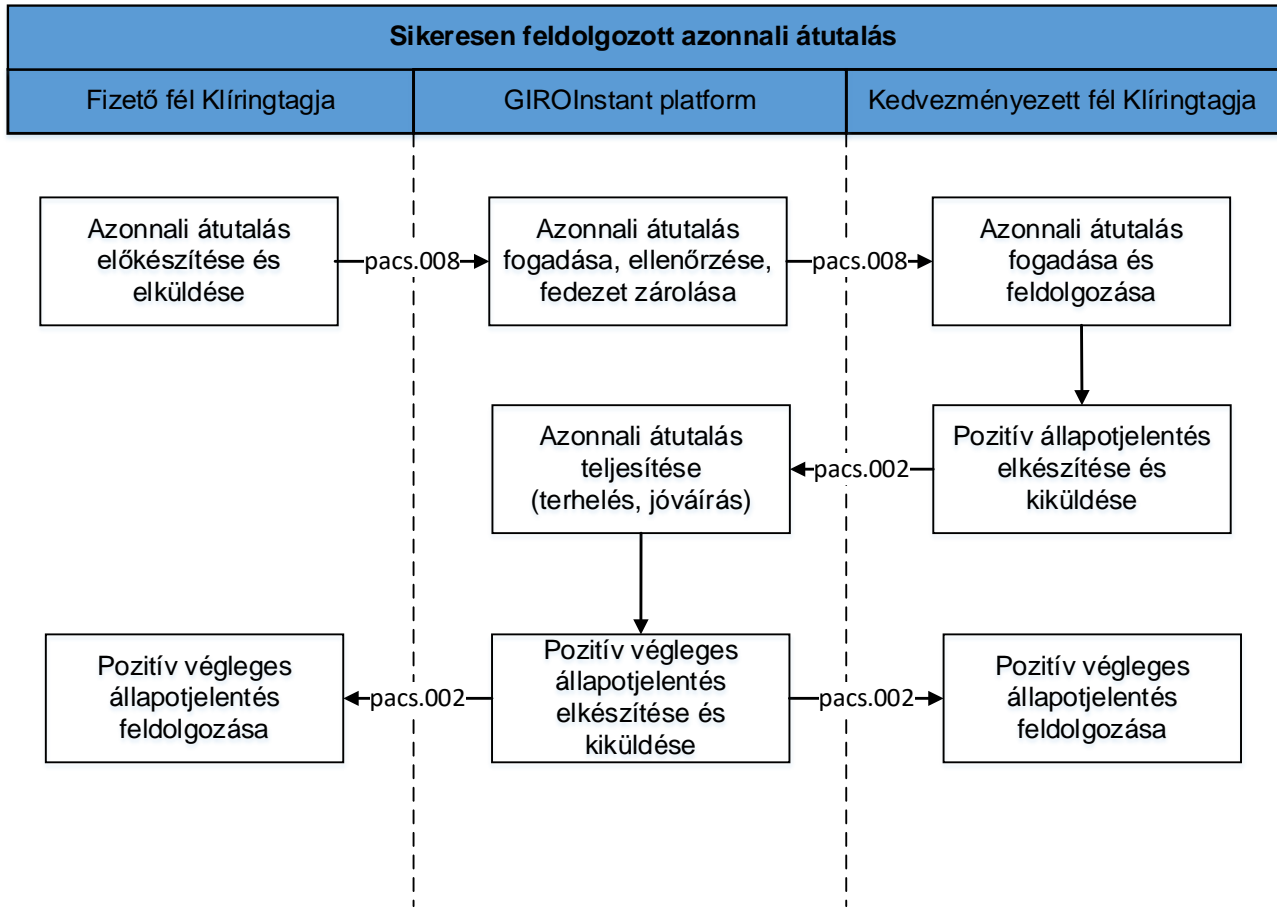 Sikeresen feldolgozott azonnali átutalás
Fizető fél Klíringtagja
GIROInstant platform
Kedvezményezett fél Klíringtagja
Azonnali átutalás
előkészítése és
elküldése
pacs.008
Azonnali átutalás
fogadása, ellenőrzése,
fedezet zárolása
pacs.008
Azonnali átutalás
fogadása és
feldolgozása
Azonnali átutalás
teljesítése
(terhelés, jóváírás)
pacs.002
Pozitív állapotjelentés
elkészítése és
kiküldése
Pozitív végleges
állapotjelentés
feldolgozása
pacs.002
Pozitív végleges
állapotjelentés
elkészítése és
kiküldése
pacs.002
Pozitív végleges
állapotjelentés
feldolgozása